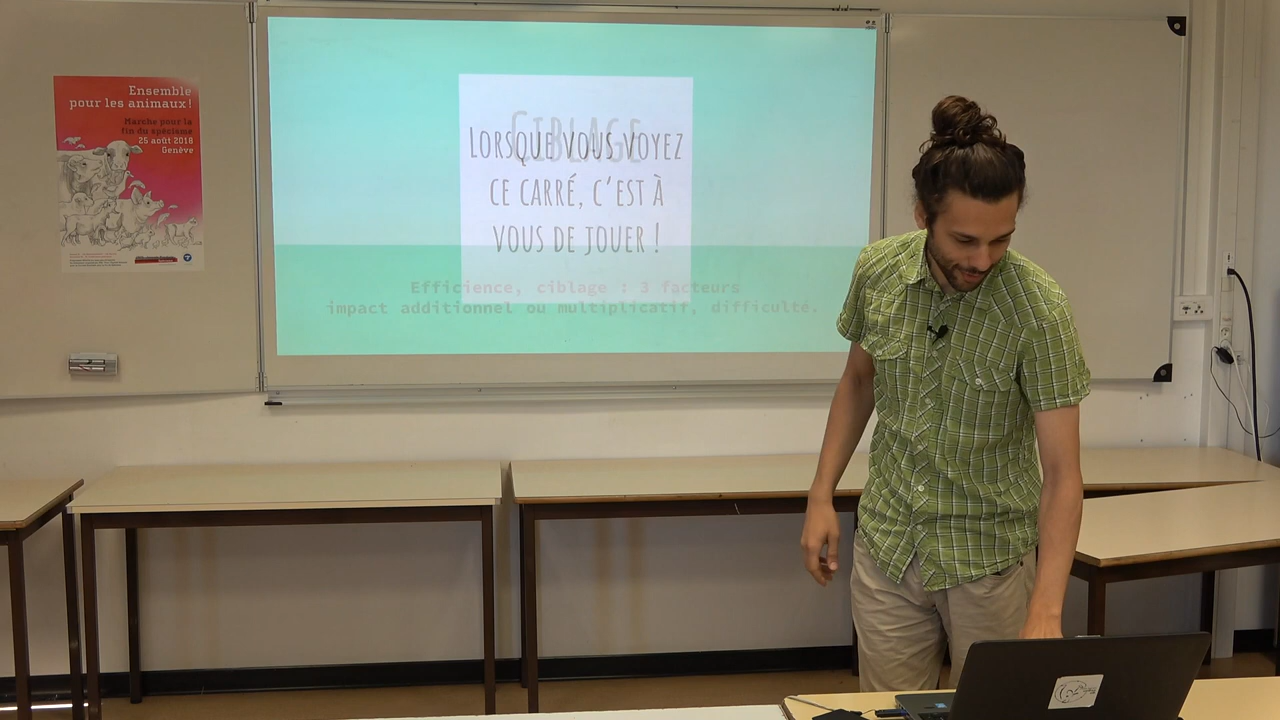 Ensemble
pour les animaux!
Marche pour la
fin du spécisme
25 août 2018
Genève
CIBLAGE
LORSQUE VOUS VOYEZ
CE CARRÉ, C'EST À
VOUS DE JOUER !
Efficience, ciblage : 3 facteurs
impact additionnel ou multiplicatif, difficulté.